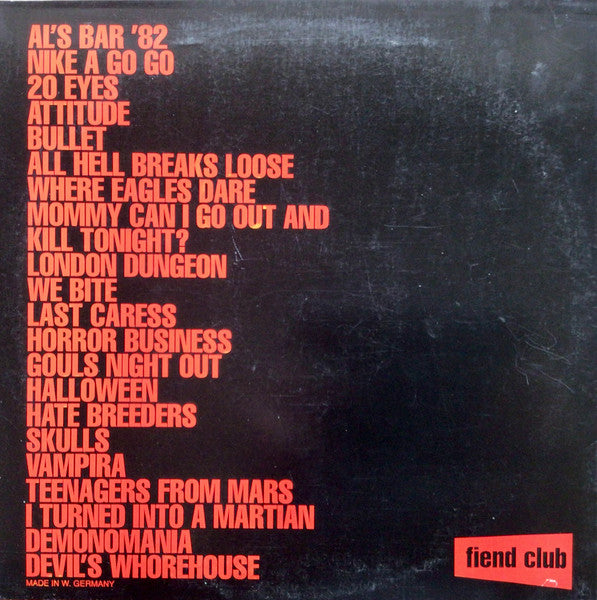 AL'S BAR '82
NIKE A GO GO
20 EYES
ATTITUDE
BULLET
ALL HELL BREAKS LOOSE
WHERE EAGLES DARE
MOMMY CAN I GO OUT AND
KILL TONIGHT?
LONDON DUNGEON
WE BITE
LAST CARESS
HORROR BUSINESS
GOULS NIGHT OUT
HALLOWEEN
HATE BREEDERS
SKULLS
VAMPIRA
TEENAGERS FROM MARS
I TURNED INTO A MARTIAN
DEMONOMANIA
DEVIL'S WHOREHOUSE
MADE IN W. GERMANY
fiend club